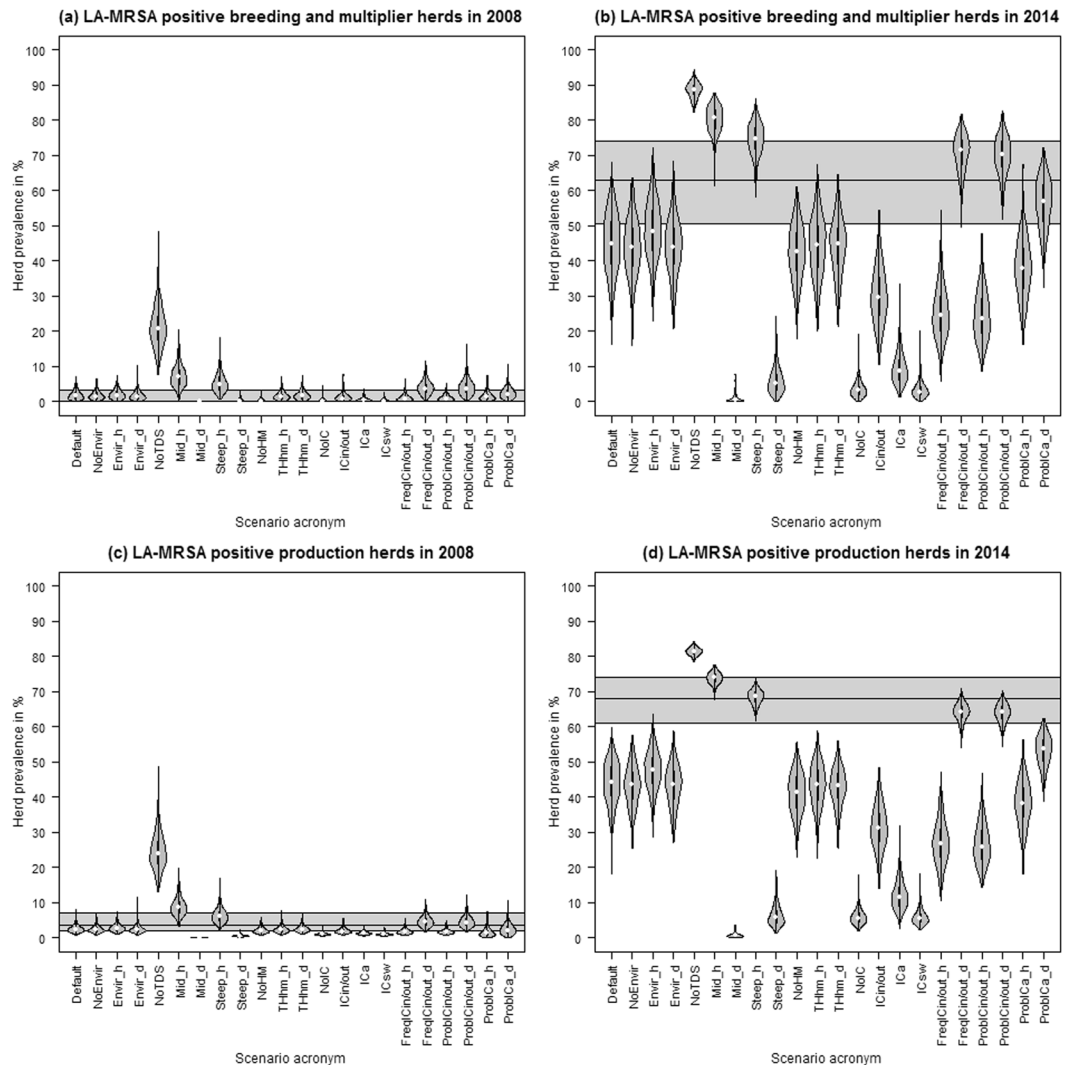 (a) LA-MRSA positive breeding and multiplier herds in 2008
Herd prevalence in %
100
90
80
70
60
50
40
30
20
10
0
Default
NoEnvir
Envir_h
Envir_d
NoTDS
Mid_h
Mid_d
Steep_h
Steep_d
NoHM
THhm_h
THhm_d
NoIC
ICin/out
ICa
ICsw
FreqICin/out_h
FreqICin/out_d
ProbICin/out_h
ProbICin/out_d
ProbICa_h
ProbICa_d
Scenario acronym
(b) LA-MRSA positive breeding and multiplier herds in 2014
Herd prevalence in %
100
90
80
70
60
50
40
30
20
10
0
Default
NoEnvir
Envir_h
Envir_d
NoTDS
Mid_h
Mid_d
Steep_h
Steep_d
NoHM
THhm_h
THhm_d
NoIC
ICin/out
ICa
ICsw
FreqICin/out_h
FreqICin/out_d
ProbICin/out_h
ProbICin/out_d
ProbICa_h
ProbICa_d
Scenario acronym
(c) LA-MRSA positive production herds in 2008
Herd prevalence in %
100
90
80
70
60
50
40
30
20
10
0
Default
NoEnvir
Envir_h
Envir_d
NoTDS
Mid_h
Mid_d
Steep_h
Steep_d
NoHM
THhm_h
THhm_d
NoIC
ICin/out
ICa
ICsw
FreqICin/out_h
FreqICin/out_d
ProbICin/out_h
ProbICin/out_d
ProbICa_h
ProbICa_d
Scenario acronym
(d) LA-MRSA positive production herds in 2014
Herd prevalence in %
100
90
80
70
60
50
40
30
20
10
0
Default
NoEnvir
Envir_h
Envir_d
NoTDS
Mid_h
Mid_d
Steep_h
Steep_d
NoHM
THhm_h
THhm_d
NoIC
ICin/out
ICa
ICsw
FreqICin/out_h
FreqICin/out_d
ProbICin/out_h
ProbICin/out_d
ProbICa_h
ProbICa_d
Scenario acronym